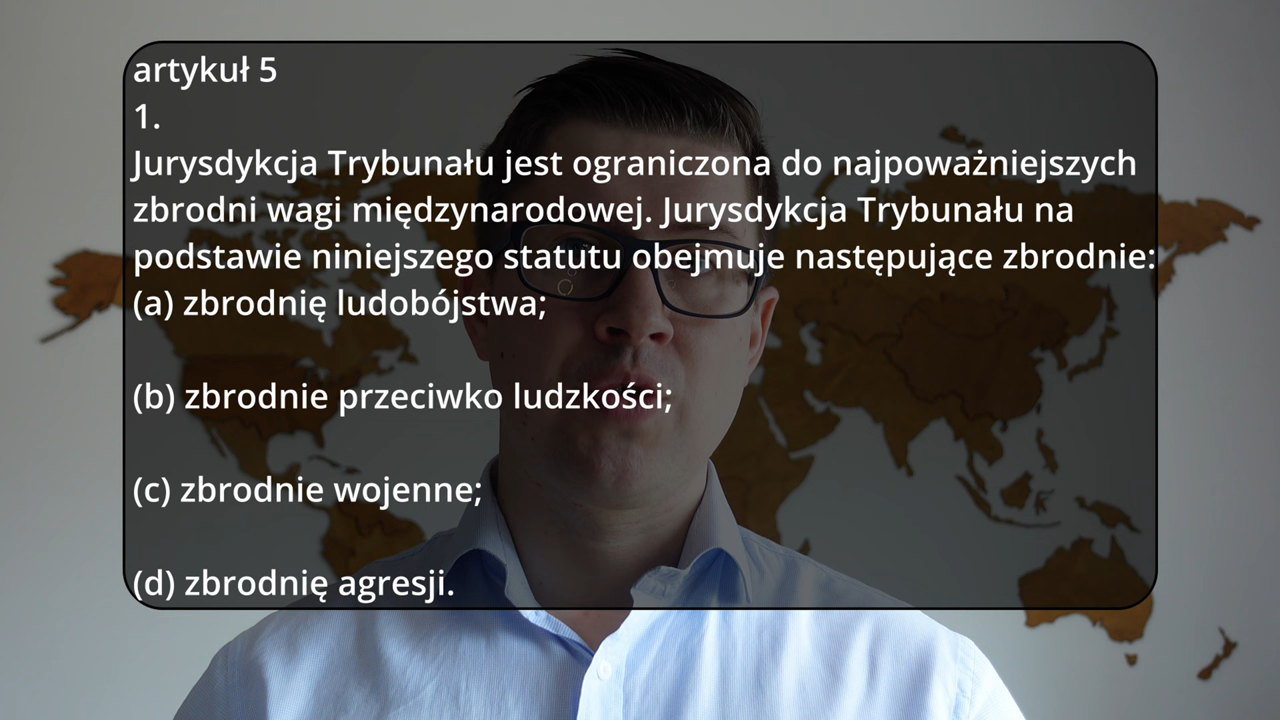 artykuł 5
1.
Jurysdykcja Trybunału jest ograniczona do najpoważniejszych
zbrodni wagi międzynarodowej. Jurysdykcja Trybunału na
podstawie niniejszego statutu obejmuje następujące zbrodnie:
(a) zbrodnię ludobójstwa;
(b) zbrodnie przeciwko ludzkości;
(c) zbrodnie wojenne;
(d) zbrodnię agresji.